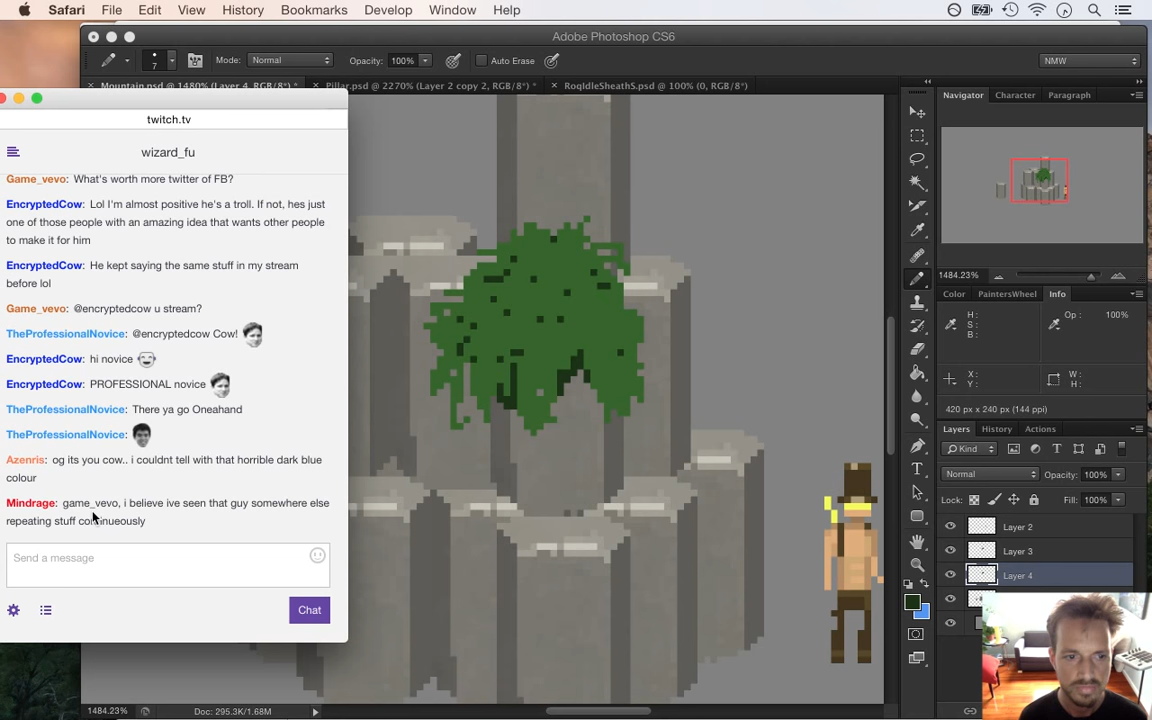 Safari File Edit View History Bookmarks Develop Window Help
Adobe Photoshop CS6
7 Mode: Normal Opacity: 100% Auto Erase NMW
Mountain.psd @ 1480% (Layer 4, RGB/8*) * Pillar.psd @ 2270% (Layer 2 copy 2, RGB/8*) * RoqIdleSheathS.psd @ 100% (0, RGB/8*)
twitch.tv
wizard_fu
Game_vevo: What's worth more twitter of FB?
EncryptedCow: Lol I'm almost positive he's a troll. If not, hes just
one of those people with an amazing idea that wants other people
to make it for him
EncryptedCow: He kept saying the same stuff in my stream
before lol
Game_vevo: @encryptedcow u stream?
TheProfessionalNovice: @encryptedcow Cow!
EncryptedCow: hi novice
EncryptedCow: PROFESSIONAL novice
TheProfessionalNovice: There ya go Oneahand
TheProfessionalNovice:
Azenris: og its you cow.. i couldnt tell with that horrible dark blue
colour
Mindrage: game_vevo, i believe ive seen that guy somewhere else
repeating stuff continueously
Send a message
Chat
Navigator Character Paragraph
1484.23%
Color PaintersWheel Info
H:
S:
B:
Op: 100%
X:
Y:
W:
H:
420 px x 240 px (144 ppi)
Layers History Actions
Kind
Normal Opacity: 100%
Lock: Fill: 100%
Layer 2
Layer 3
Layer 4
1484.23% Doc: 295.3K/1.68M